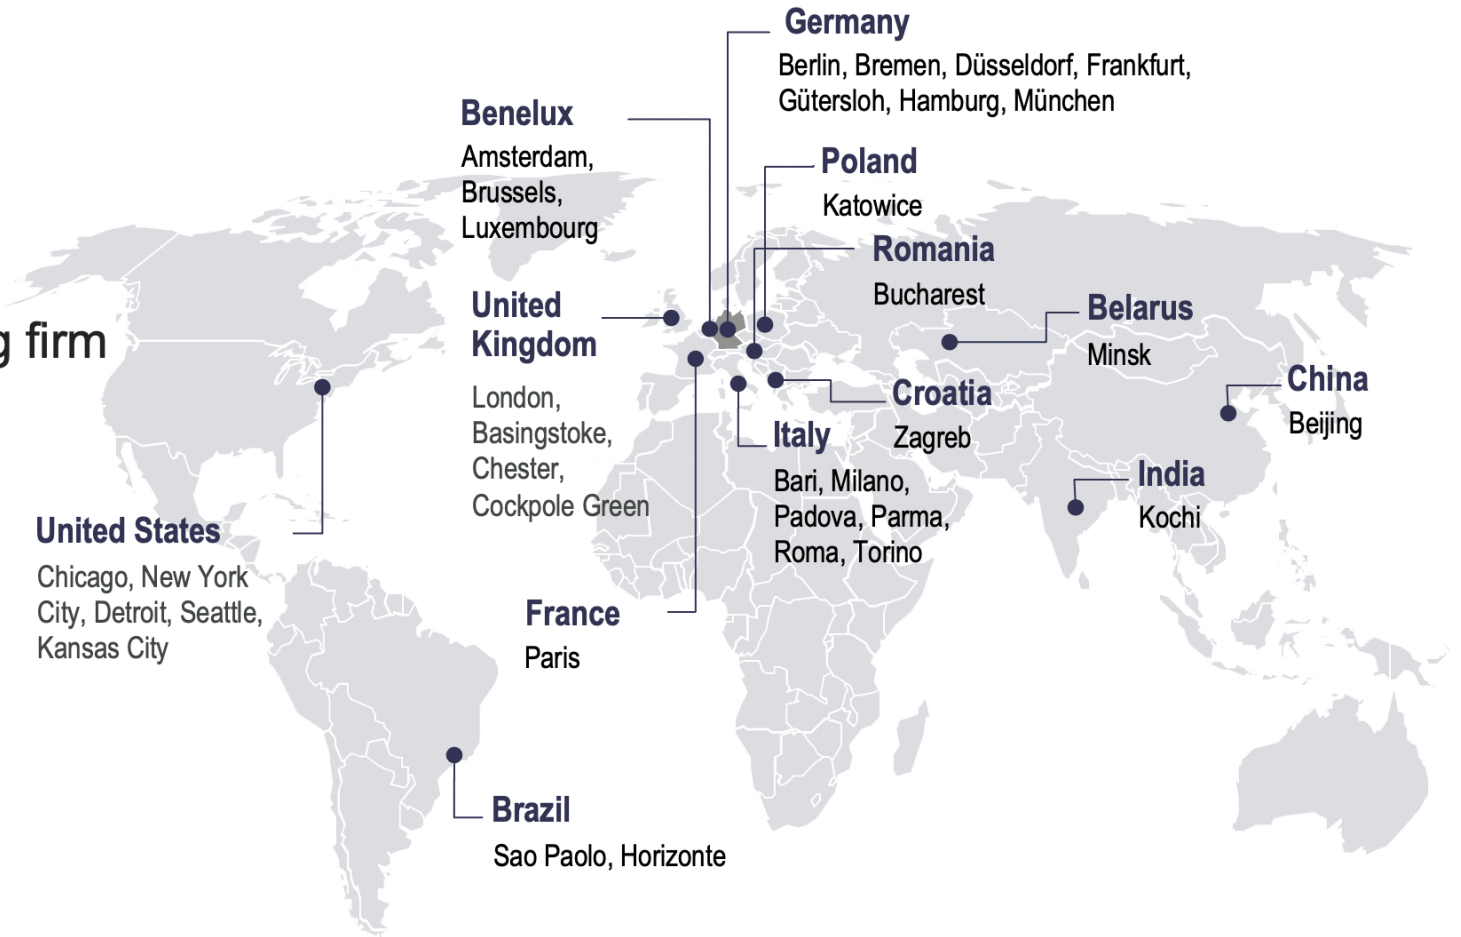 Germany
Berlin, Bremen, Düsseldorf, Frankfurt,
Gütersloh, Hamburg, München
Benelux
Amsterdam,
Brussels,
Luxembourg
Poland
Katowice
Romania
Bucharest
United
Kingdom
London,
Basingstoke,
Chester,
Cockpole Green
Belarus
Minsk
g firm
China
Beijing
Croatia
Zagreb
Italy
Bari, Milano,
Padova, Parma,
Roma, Torino
India
Kochi
United States
Chicago, New York
City, Detroit, Seattle,
Kansas City
France
Paris
Brazil
Sao Paolo, Horizonte